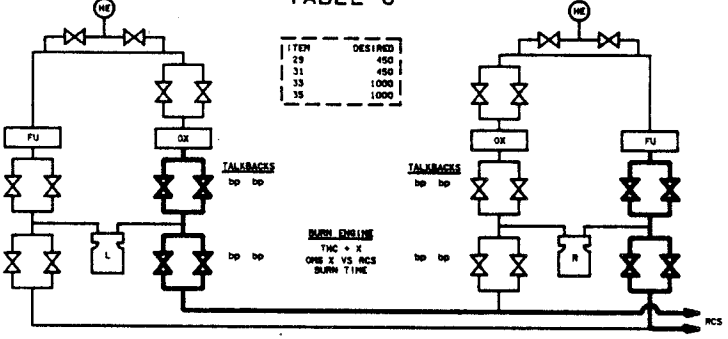 TABLE 6
HE
HE
ITEM DESIRED
29 450
31 450
33 1000
35 1000
FU
OX
OX
FU
TALKBACKS
bp bp
TALKBACKS
bp bp
BURN ENGINE
THC + X
OMS X VS RCS
BURN TIME
bp bp
bp bp
L
R
RCS